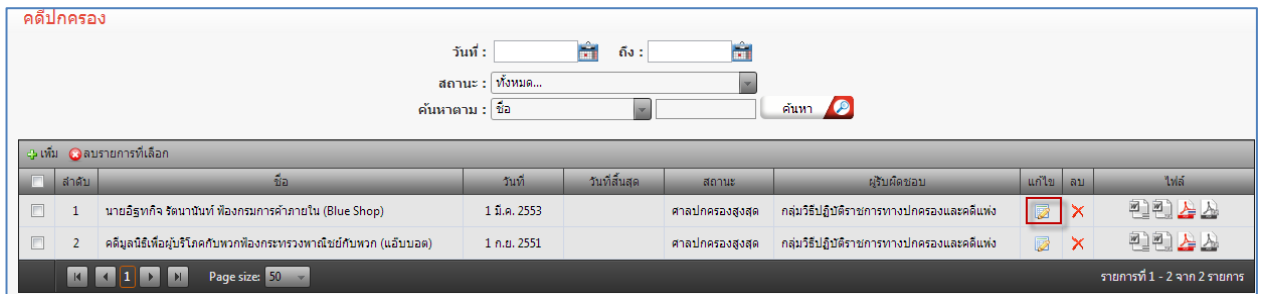 คดีปกครอง
วันที่ : ถึง :
สถานะ : ทั้งหมด...
ค้นหาตาม : ชื่อ ค้นหา
เพิ่ม ลบรายการที่เลือก
ลำดับ ชื่อ วันที่ วันที่สิ้นสุด สถานะ ผู้รับผิดชอบ แก้ไข ลบ ไฟล์
1 นายอิฐทกิจ รัตนานันท์ ฟ้องกรมการค้าภายใน (Blue Shop) 1 มี.ค. 2553 ศาลปกครองสูงสุด กลุ่มวิธีปฏิบัติราชการทางปกครองและคดีแพ่ง
2 คดีมูลนิธิเพื่อผู้บริโภคกับพวกฟ้องกระทรวงพาณิชย์กับพวก (แอ๊บบอต) 1 ก.ย. 2551 ศาลปกครองสูงสุด กลุ่มวิธีปฏิบัติราชการทางปกครองและคดีแพ่ง
1 Page size: 50 รายการที่ 1 - 2 จาก 2 รายการ